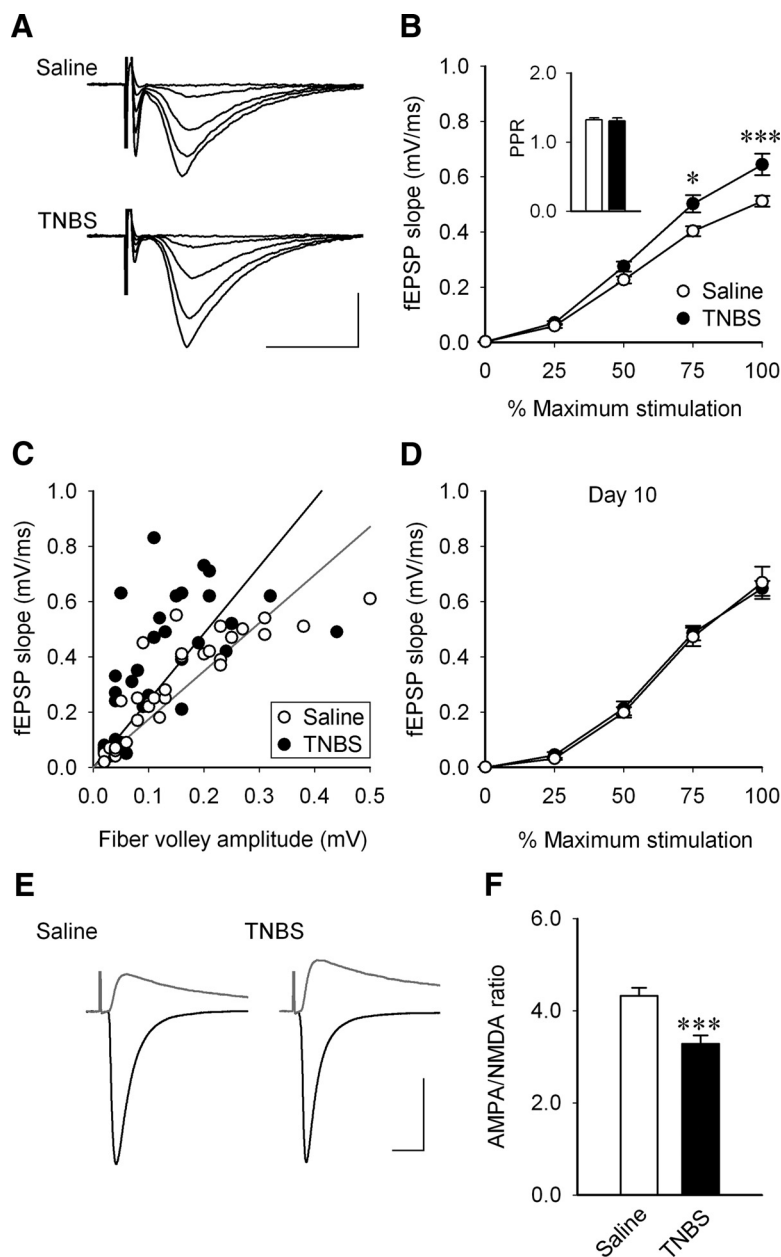 A
Saline
TNBS
B
fEPSP slope (mV/ms)
1.0
0.8
0.6
0.4
0.2
0.0
PPR
2.0
1.0
0.0
*
***
Saline
TNBS
0
25
50
75
100
% Maximum stimulation
C
fEPSP slope (mV/ms)
1.0
0.8
0.6
0.4
0.2
0.0
Saline
TNBS
0.0
0.1
0.2
0.3
0.4
0.5
Fiber volley amplitude (mV)
D
Day 10
fEPSP slope (mV/ms)
1.0
0.8
0.6
0.4
0.2
0.0
0
25
50
75
100
% Maximum stimulation
E
Saline
TNBS
F
AMPA/NMDA ratio
6.0
4.0
2.0
0.0
***
Saline
TNBS